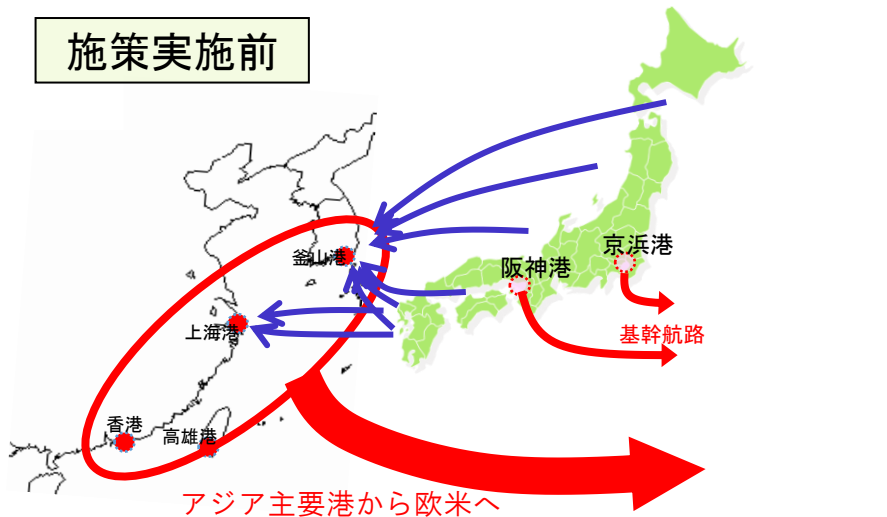 施策実施前
京浜港
阪神港
釜山港
基幹航路
上海港
香港
高雄港
アジア主要港から欧米へ